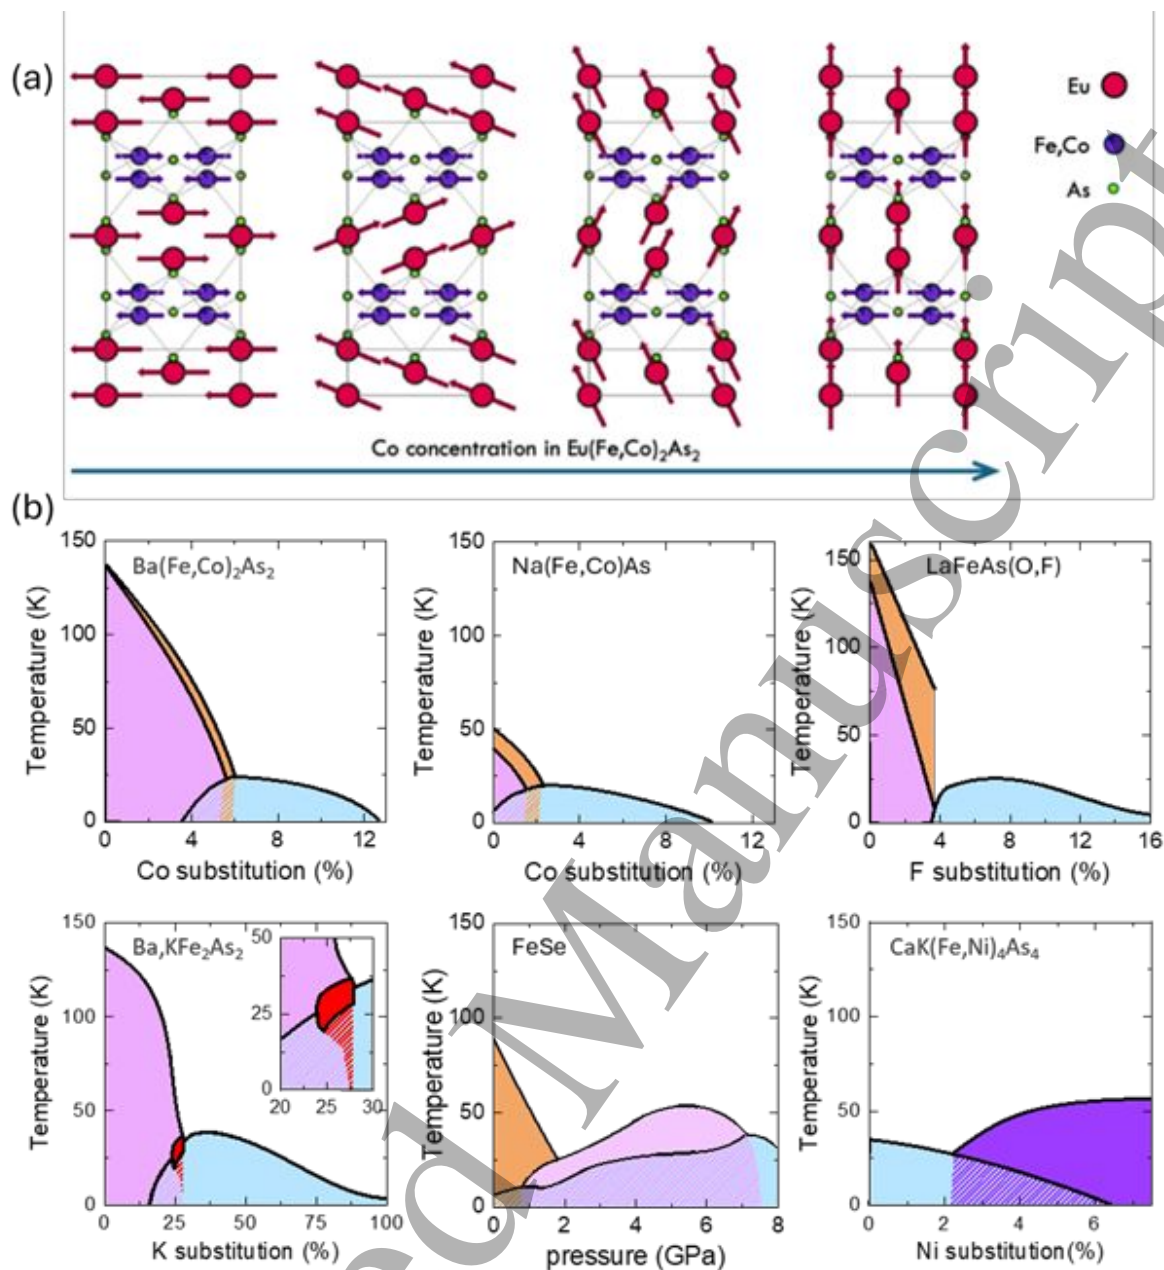 (a)
Eu
Fe,Co
As
Co concentration in Eu(Fe,Co)₂As₂
(b)
150
100
50
0
Temperature (K)
Ba(Fe,Co)₂As₂
0 4 8 12
Co substitution (%)
150
100
50
0
Temperature (K)
Na(Fe,Co)As
0 4 8 12
Co substitution (%)
150
100
50
0
Temperature (K)
LaFeAs(O,F)
0 4 8 12 16
F substitution (%)
150
100
50
0
Temperature (K)
Ba,KFe₂As₂
50
25
0
20 25 30
0 25 50 75 100
K substitution (%)
150
100
50
0
Temperature (K)
FeSe
0 2 4 6 8
pressure (GPa)
150
100
50
0
Temperature (K)
CaK(Fe,Ni)₄As₄
0 2 4 6
Ni substitution(%)
d Manuscript